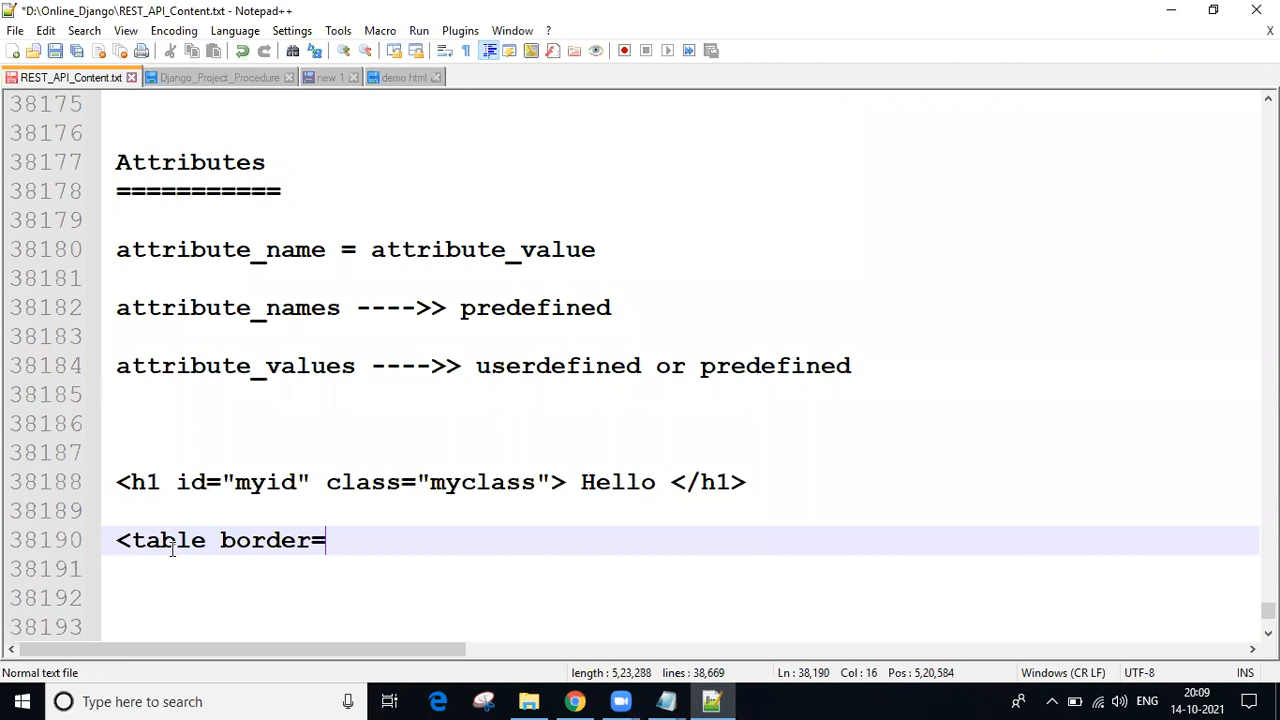 *D:\Online_Django\REST_API_Content.txt - Notepad++
File Edit Search View Encoding Language Settings Tools Macro Run Plugins Window ? X
REST_API_Content.txt Django_Project_Procedure new 1 demo.html
38175
38176
38177 Attributes
38178 ===========
38179
38180 attribute_name = attribute_value
38181
38182 attribute_names ---->> predefined
38183
38184 attribute_values ---->> userdefined or predefined
38185
38186
38187
38188 <h1 id="myid" class="myclass"> Hello </h1>
38189
38190 <table border=
38191
38192
38193
Normal text file length : 5,23,288 lines : 38,669 Ln : 38,190 Col : 16 Pos : 5,20,584 Windows (CR LF) UTF-8 INS
Type here to search ENG 20:09
14-10-2021